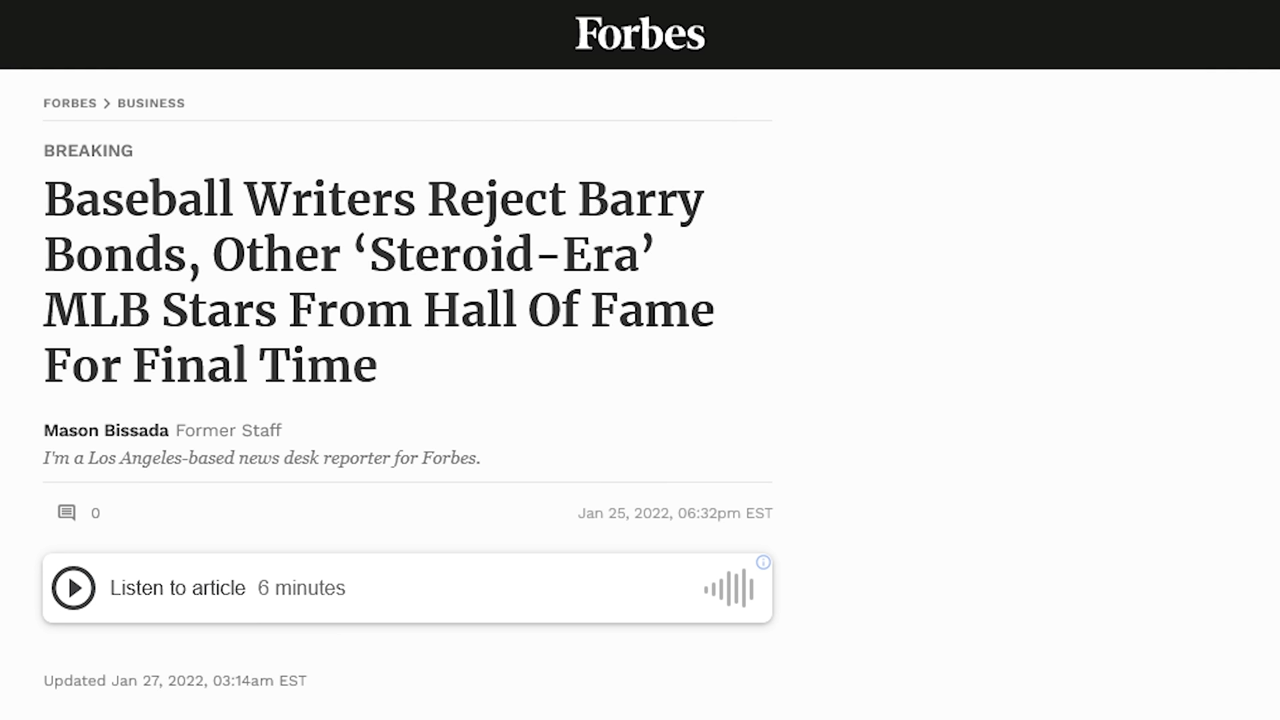 Forbes
FORBES > BUSINESS
BREAKING
Baseball Writers Reject Barry
Bonds, Other ‘Steroid-Era’
MLB Stars From Hall Of Fame
For Final Time
Mason Bissada Former Staff
I'm a Los Angeles-based news desk reporter for Forbes.
0 Jan 25, 2022, 06:32pm EST
Listen to article 6 minutes
Updated Jan 27, 2022, 03:14am EST